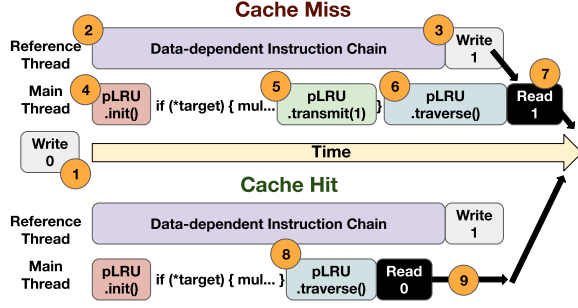 Cache Miss
2
3
Reference
Thread
Data-dependent Instruction Chain
Write
1
7
4
5
6
Main
Thread
pLRU
.init()
if (*target) { mul...
pLRU
.transmit(1)
}
pLRU
.traverse()
Read
1
Write
0
1
Time
Cache Hit
Reference
Thread
Data-dependent Instruction Chain
Write
1
8
Main
Thread
pLRU
.init()
if (*target) { mul... }
pLRU
.traverse()
Read
0
9